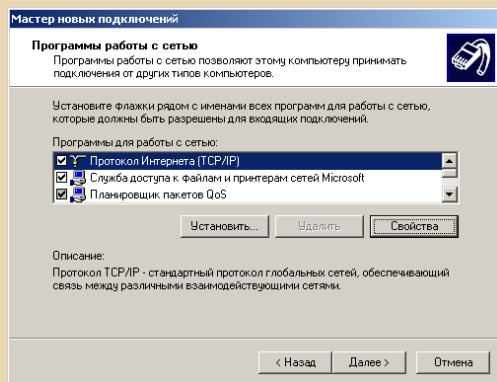 Мастер новых подключений
Программы работы с сетью
Программы работы с сетью позволяют этому компьютеру принимать
подключения от других типов компьютеров.
Установите флажки рядом с именами всех программ для работы с сетью,
которые должны быть разрешены для входящих подключений.
Программы для работы с сетью:
Протокол Интернета (TCP/IP)
Служба доступа к файлам и принтерам сетей Microsoft
Планировщик пакетов QoS
Установить... Удалить Свойства
Описание:
Протокол TCP/IP - стандартный протокол глобальных сетей, обеспечивающий
связь между различными взаимодействующими сетями.
< Назад Далее > Отмена